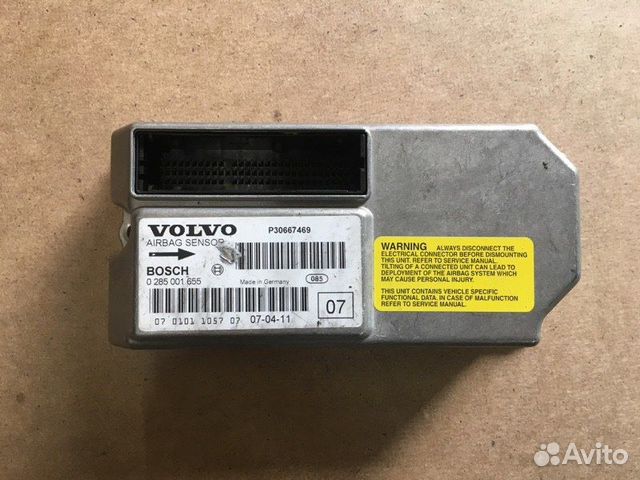 VOLVO
P30667469
AIRBAG SENSOR
BOSCH
Made in Germany
085
0 285 001 655
07 0101 1057 07
07-04-11
07
WARNING ALWAYS DISCONNECT THE
ELECTRICAL CONNECTOR BEFORE DISMOUNTING
THIS UNIT. REFER TO SERVICE MANUAL.
TILTING OF A CONNECTED UNIT CAN LEAD TO
DEPLOYMENT OF THE AIRBAG SYSTEM WHICH
MAY CAUSE PERSONAL INJURY.
THIS UNIT CONTAINS VEHICLE SPECIFIC
FUNCTIONAL DATA. IN CASE OF MALFUNCTION
REFER TO SERVICE MANUAL.
Avito